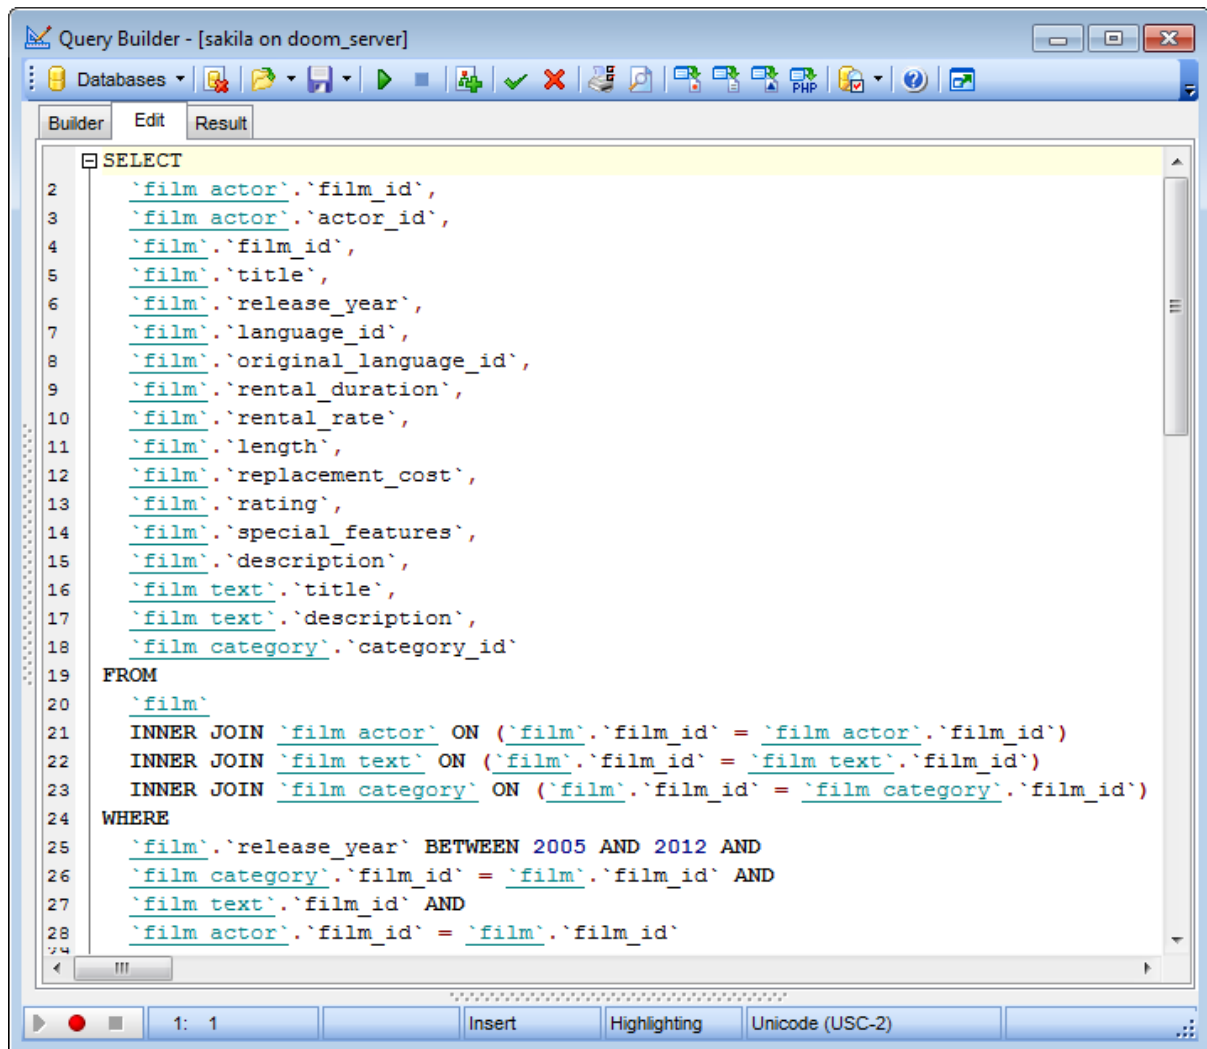 Query Builder - [sakila on doom_server]
Databases
PHP
Builder Edit Result
SELECT
2 `film_actor`.`film_id`,
3 `film_actor`.`actor_id`,
4 `film`.`film_id`,
5 `film`.`title`,
6 `film`.`release_year`,
7 `film`.`language_id`,
8 `film`.`original_language_id`,
9 `film`.`rental_duration`,
10 `film`.`rental_rate`,
11 `film`.`length`,
12 `film`.`replacement_cost`,
13 `film`.`rating`,
14 `film`.`special_features`,
15 `film`.`description`,
16 `film_text`.`title`,
17 `film_text`.`description`,
18 `film_category`.`category_id`
19 FROM
20 `film`
21 INNER JOIN `film_actor` ON (`film`.`film_id` = `film_actor`.`film_id`)
22 INNER JOIN `film_text` ON (`film`.`film_id` = `film_text`.`film_id`)
23 INNER JOIN `film_category` ON (`film`.`film_id` = `film_category`.`film_id`)
24 WHERE
25 `film`.`release_year` BETWEEN 2005 AND 2012 AND
26 `film_category`.`film_id` = `film`.`film_id` AND
27 `film_text`.`film_id` AND
28 `film_actor`.`film_id` = `film`.`film_id`
29
1: 1 Insert Highlighting Unicode (USC-2)